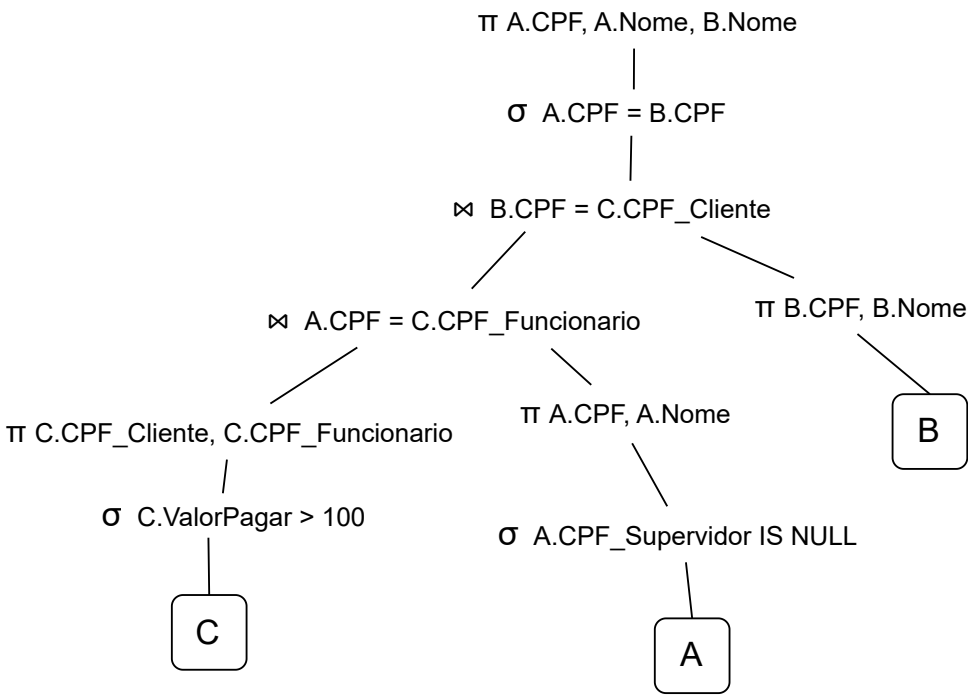 π A.CPF, A.Nome, B.Nome
σ A.CPF = B.CPF
⋈ B.CPF = C.CPF_Cliente
π B.CPF, B.Nome
⋈ A.CPF = C.CPF_Funcionario
π A.CPF, A.Nome
B
π C.CPF_Cliente, C.CPF_Funcionario
σ C.ValorPagar > 100
σ A.CPF_Supervidor IS NULL
C
A